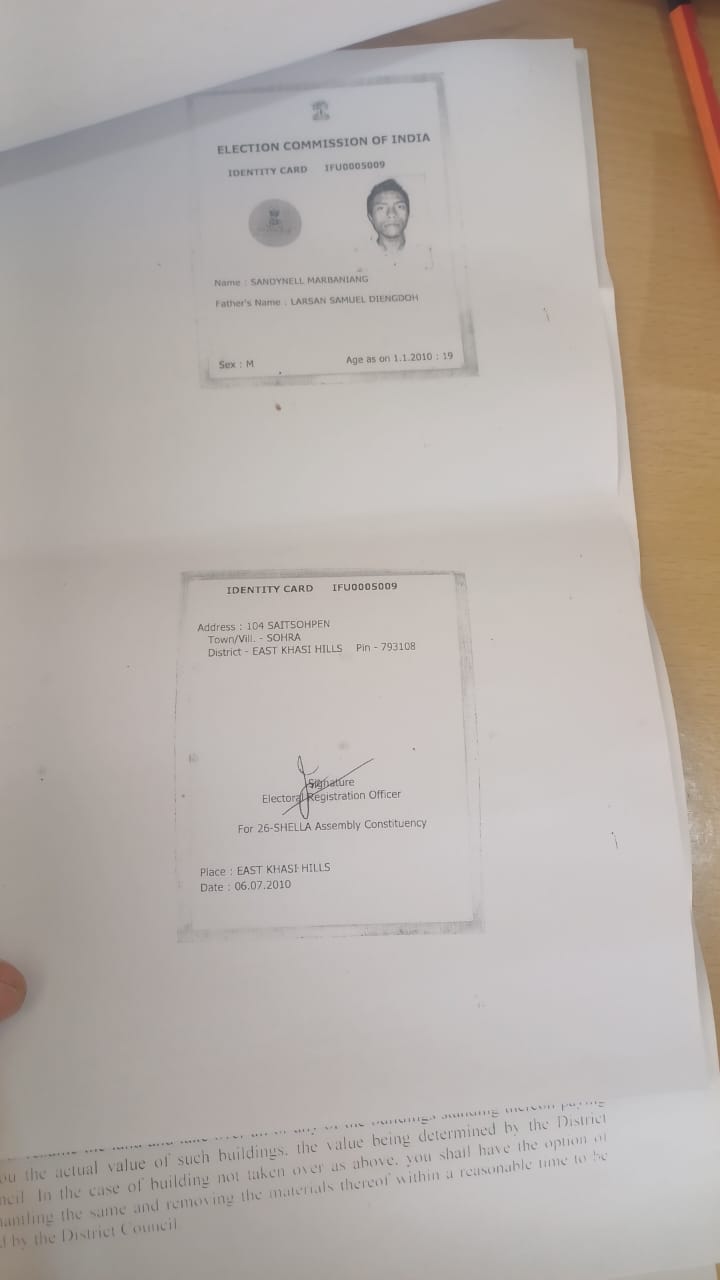 ELECTION COMMISSION OF INDIA
IDENTITY CARD IFU0005009
Name : SANDYNELL MARBANIANG
Father's Name : LARSAN SAMUEL DIENGDOH
Sex : M Age as on 1.1.2010 : 19
IDENTITY CARD IFU0005009
Address : 104 SAITSOHPEN
Town/Vill. - SOHRA
District - EAST KHASI HILLS Pin - 793108
Signature
Electoral Registration Officer
For 26-SHELLA Assembly Constituency
Place : EAST KHASI HILLS
Date : 06.07.2010
the actual value of such buildings, the value being determined by the District
In the case of building not taken over as above, you shall have the option of
the same and removing the materials thereof within a reasonable time to be
by the District Council